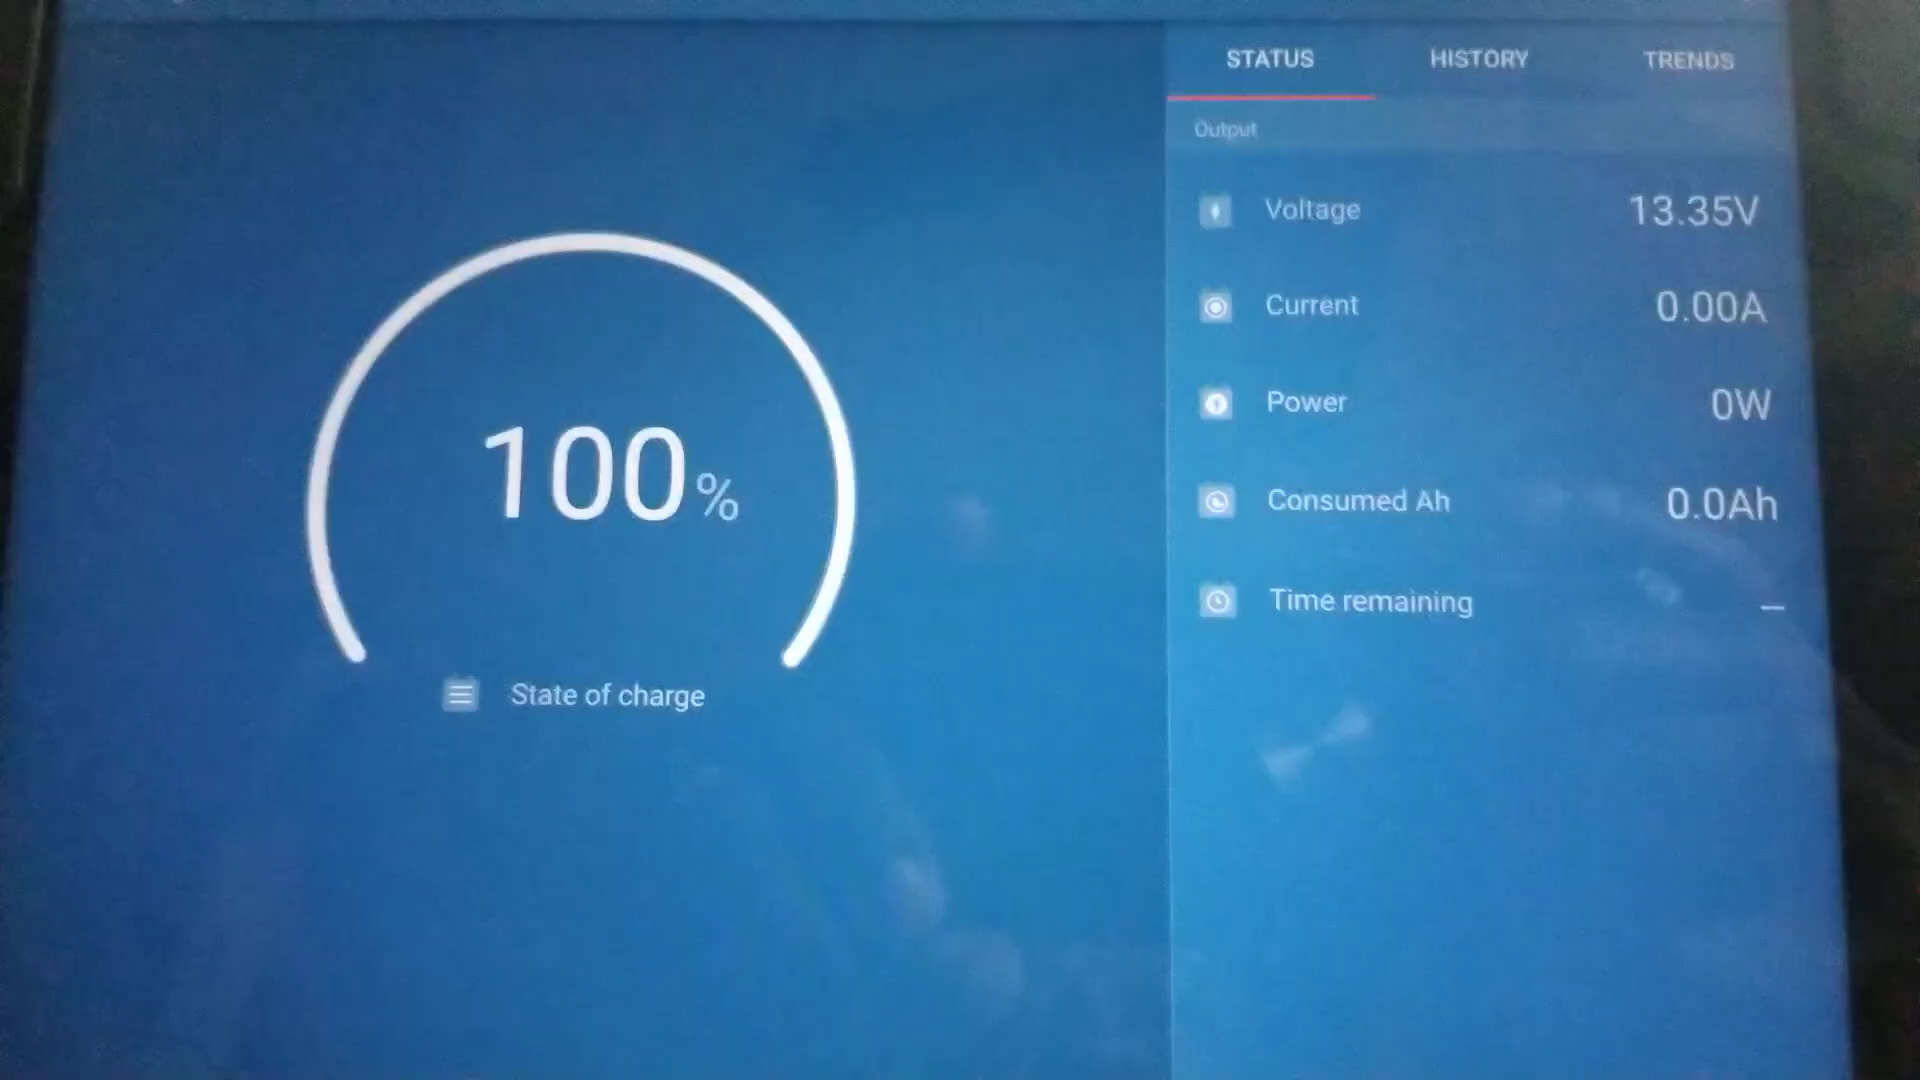 STATUS HISTORY TRENDS
Output
Voltage 13.35V
Current 0.00A
Power 0W
Consumed Ah 0.0Ah
Time remaining –
100%
State of charge